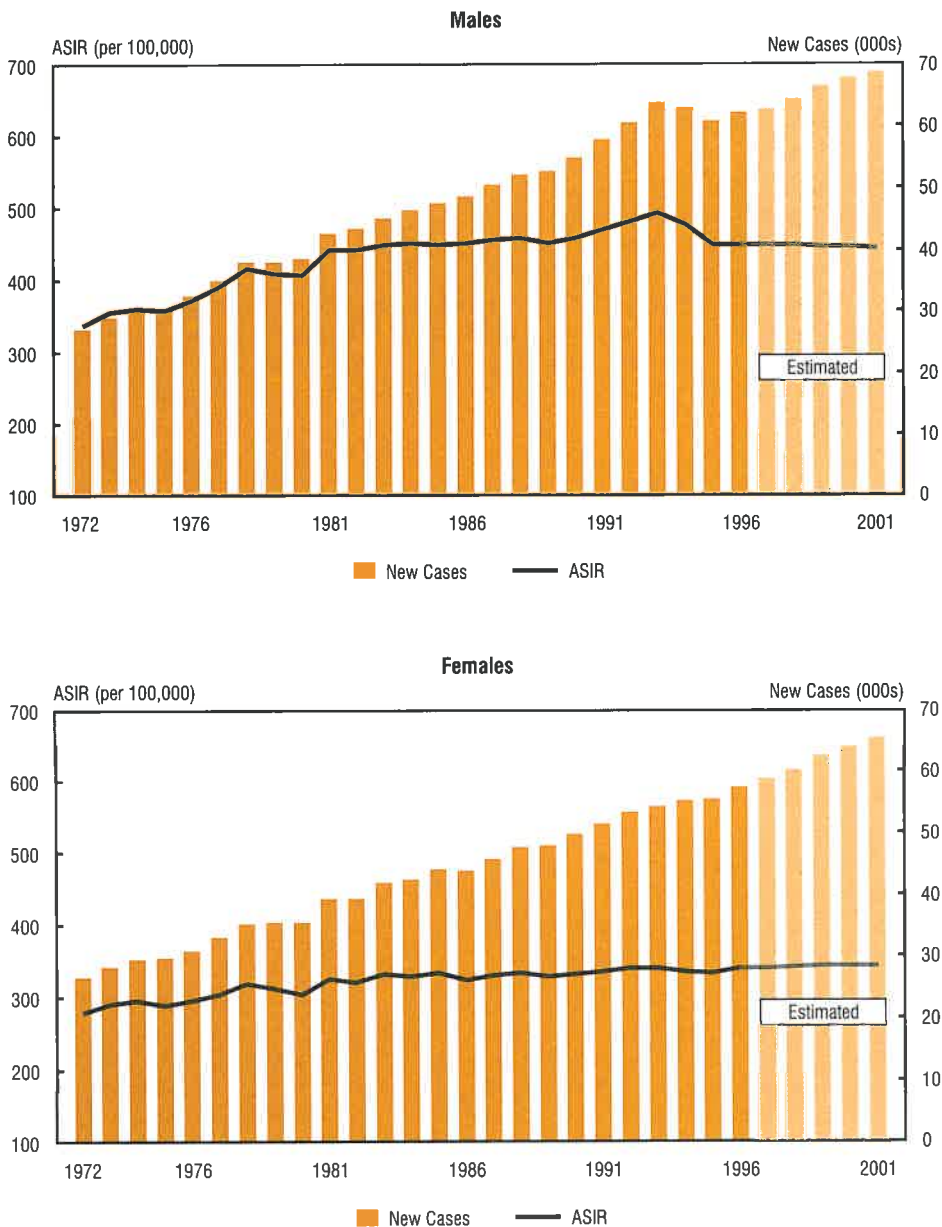 Males
ASIR (per 100,000) New Cases (000s)
700 70
600 60
500 50
400 40
300 30
Estimated
200 20
10
100 0
1972 1976 1981 1986 1991 1996 2001
New Cases ASIR
Females
ASIR (per 100,000) New Cases (000s)
700 70
600 60
500 50
400 40
300 30
Estimated
200 20
10
100 0
1972 1976 1981 1986 1991 1996 2001
New Cases ASIR